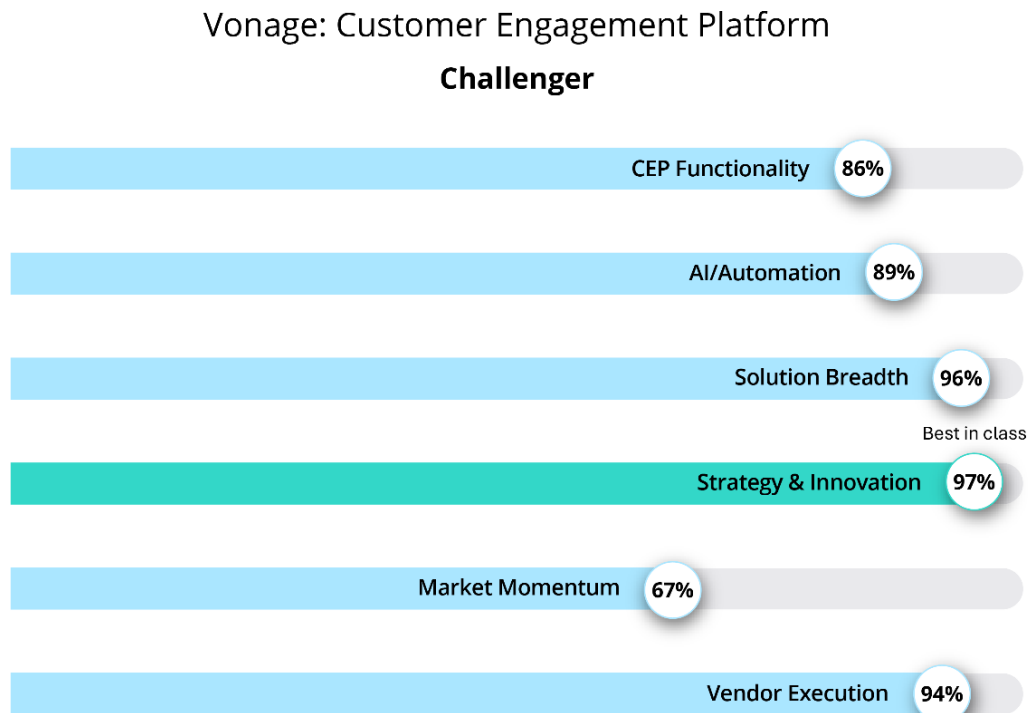 Vonage: Customer Engagement Platform
Challenger
CEP Functionality 86%
AI/Automation 89%
Solution Breadth 96%
Best in class
Strategy & Innovation 97%
Market Momentum 67%
Vendor Execution 94%